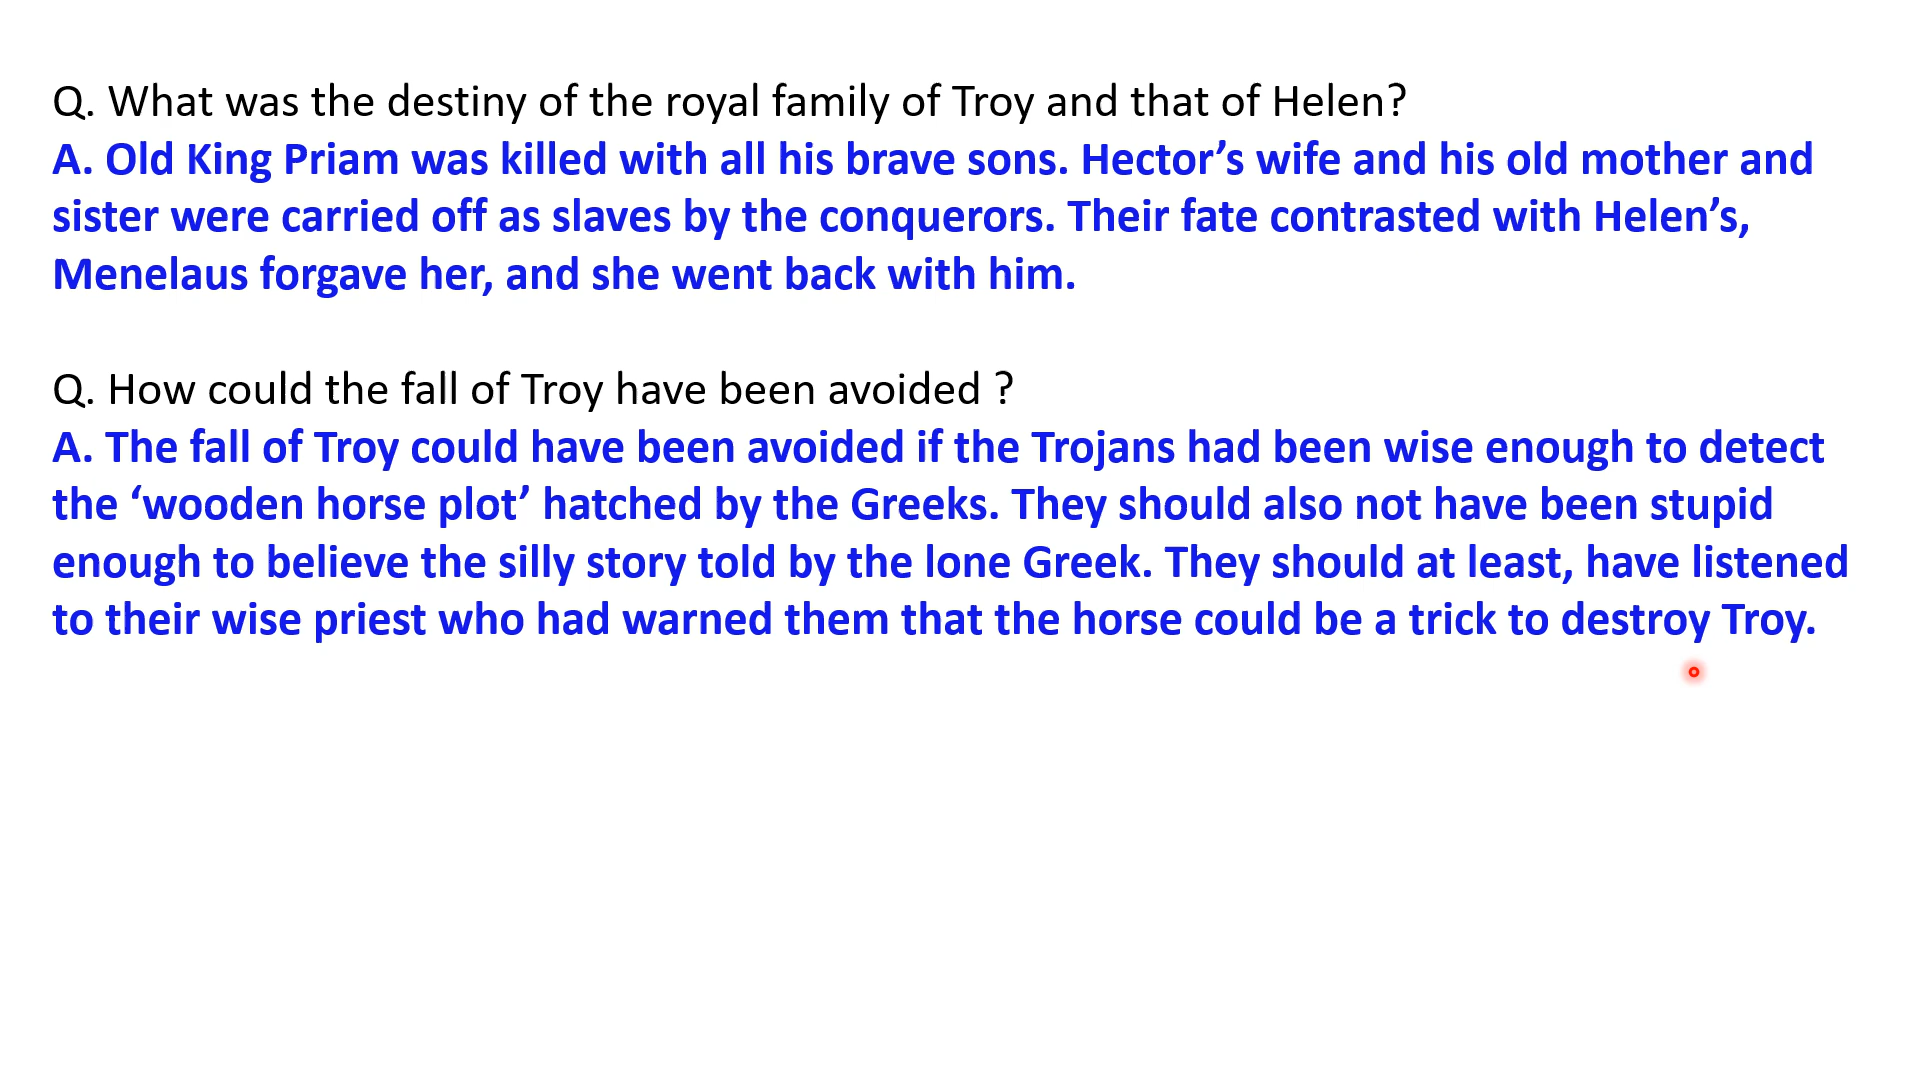 Q. What was the destiny of the royal family of Troy and that of Helen?
A. Old King Priam was killed with all his brave sons. Hector’s wife and his old mother and
sister were carried off as slaves by the conquerors. Their fate contrasted with Helen’s,
Menelaus forgave her, and she went back with him.
Q. How could the fall of Troy have been avoided ?
A. The fall of Troy could have been avoided if the Trojans had been wise enough to detect
the ‘wooden horse plot’ hatched by the Greeks. They should also not have been stupid
enough to believe the silly story told by the lone Greek. They should at least, have listened
to their wise priest who had warned them that the horse could be a trick to destroy Troy.